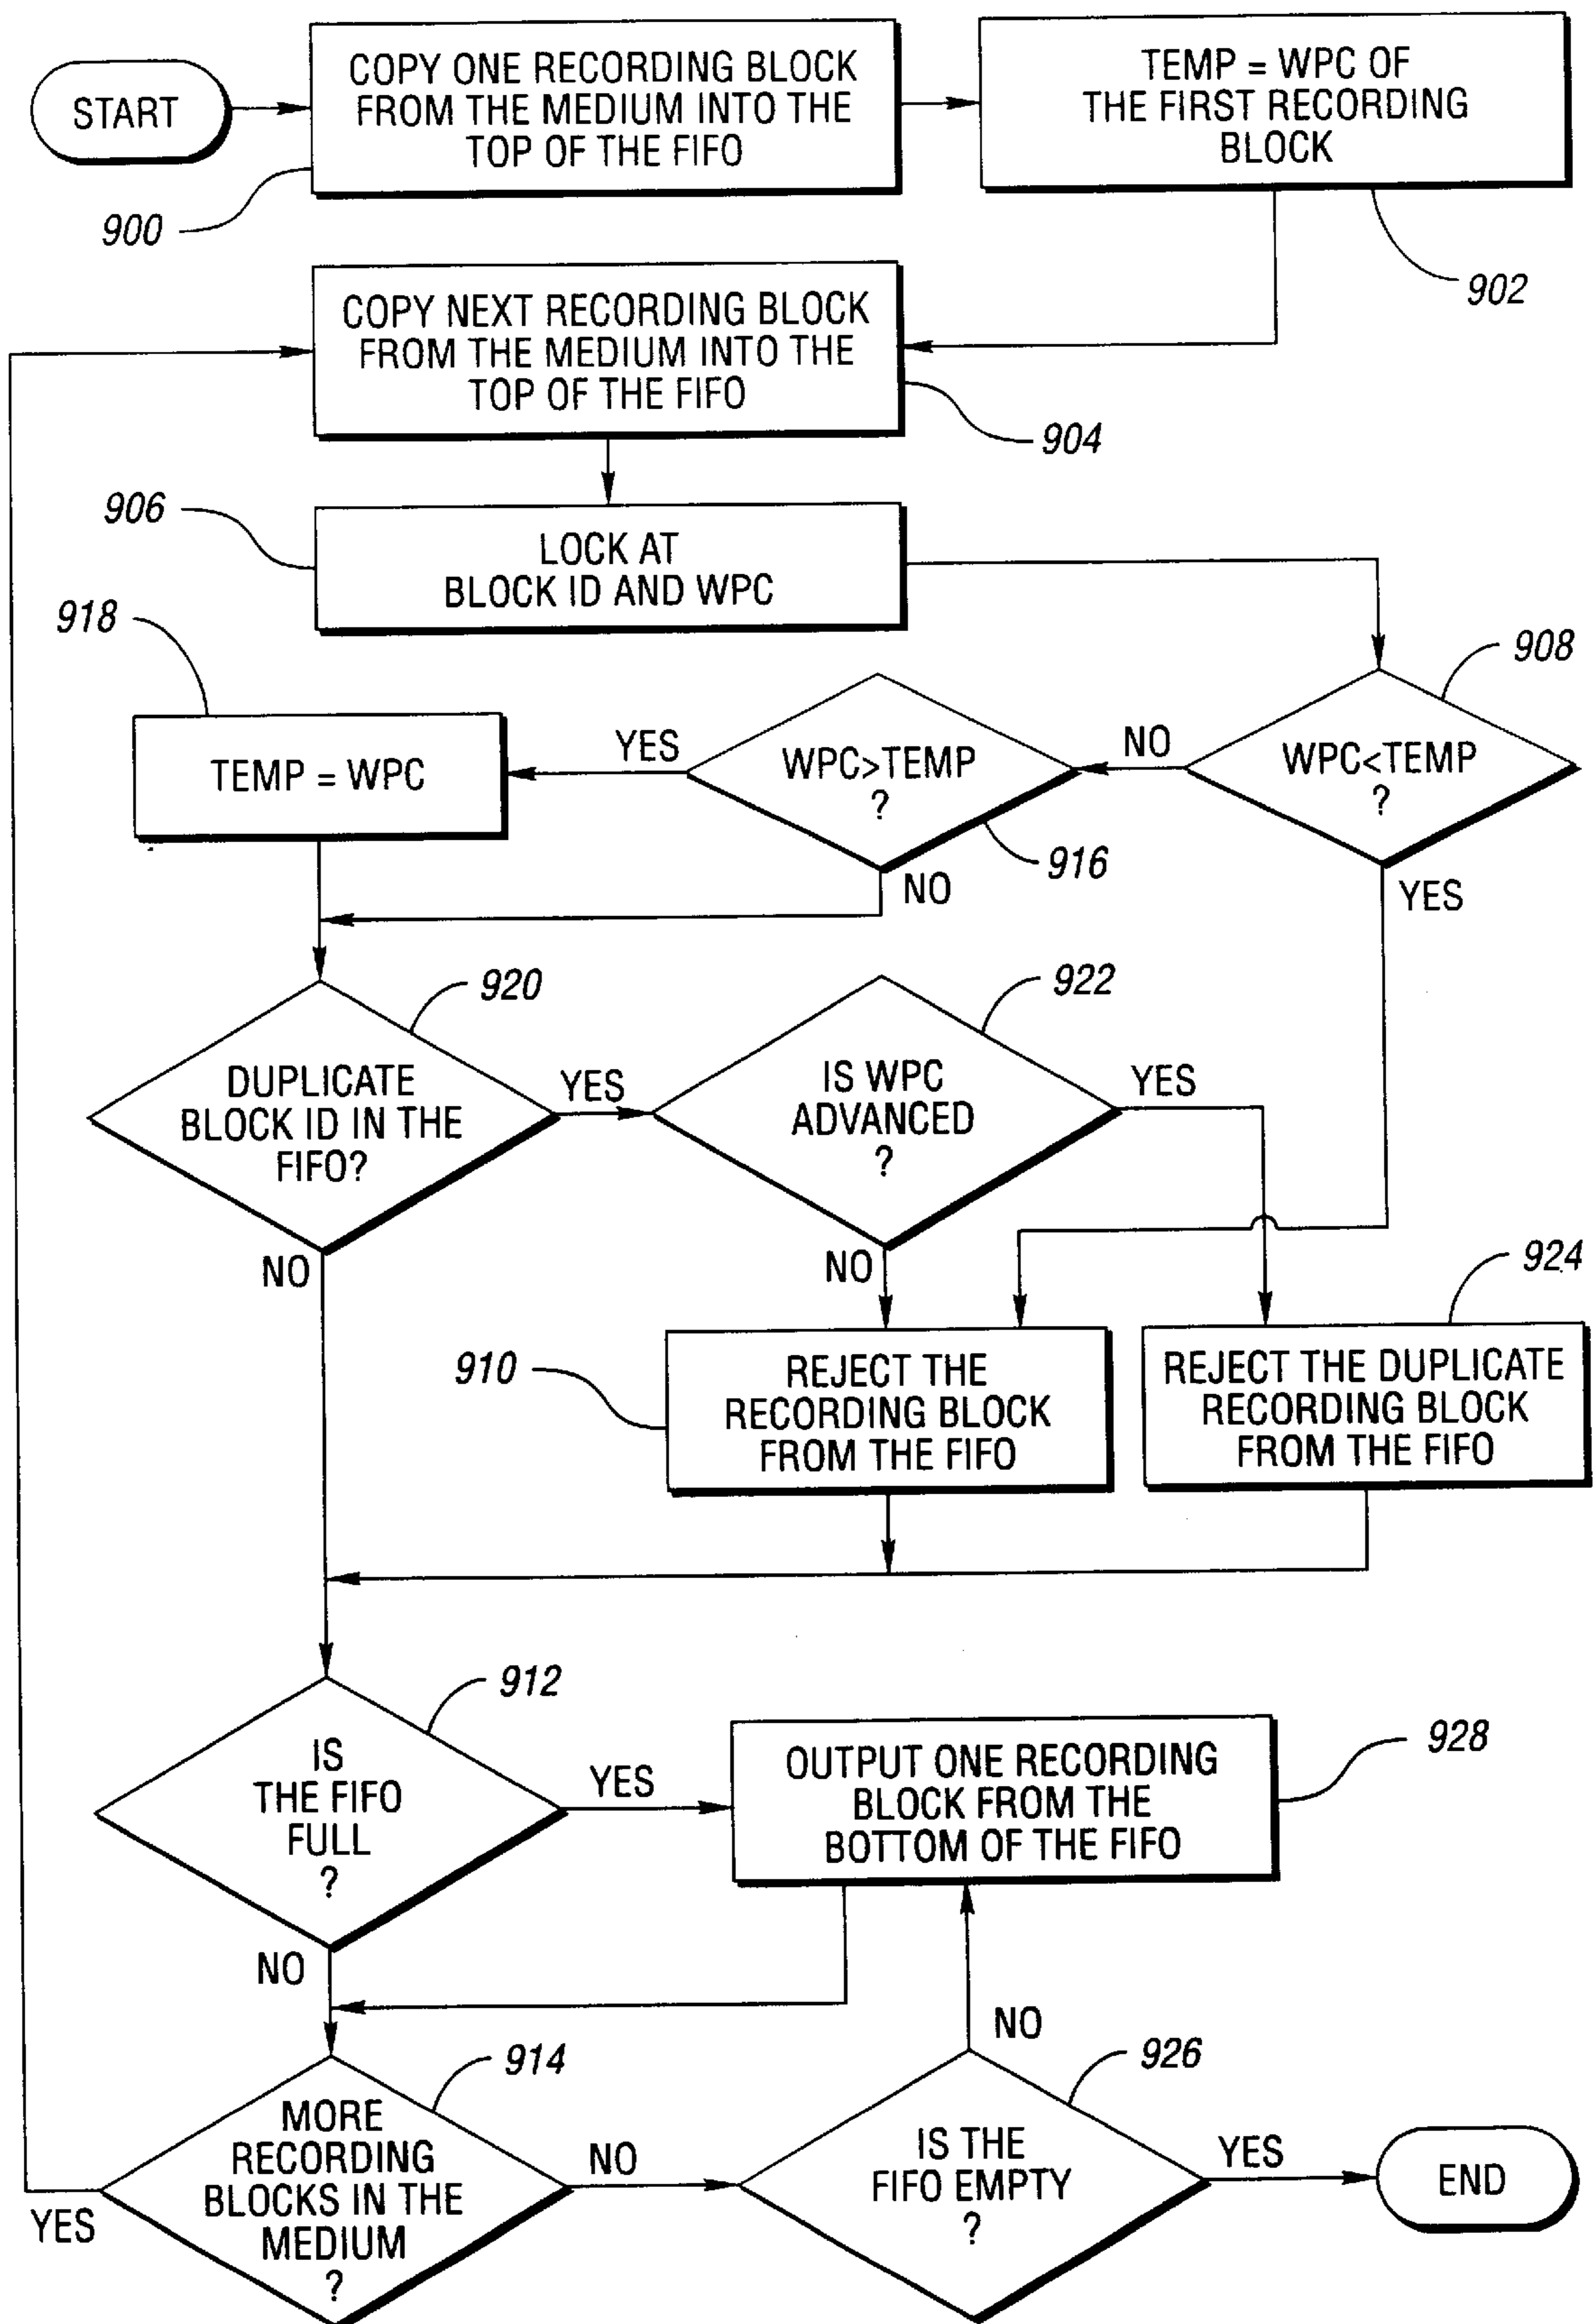 START
COPY ONE RECORDING BLOCK
FROM THE MEDIUM INTO THE
TOP OF THE FIFO
900
TEMP = WPC OF
THE FIRST RECORDING
BLOCK
902
COPY NEXT RECORDING BLOCK
FROM THE MEDIUM INTO THE
TOP OF THE FIFO
904
906
LOCK AT
BLOCK ID AND WPC
918
TEMP = WPC
YES
WPC>TEMP
?
916
NO
NO
WPC<TEMP
?
908
YES
920
DUPLICATE
BLOCK ID IN THE
FIFO?
YES
NO
922
IS WPC
ADVANCED
?
YES
NO
910
REJECT THE
RECORDING BLOCK
FROM THE FIFO
924
REJECT THE DUPLICATE
RECORDING BLOCK
FROM THE FIFO
912
IS
THE FIFO
FULL
?
YES
NO
OUTPUT ONE RECORDING
BLOCK FROM THE
BOTTOM OF THE FIFO
928
914
MORE
RECORDING
BLOCKS IN THE
MEDIUM
?
YES
NO
NO
926
IS THE
FIFO EMPTY
?
YES
END